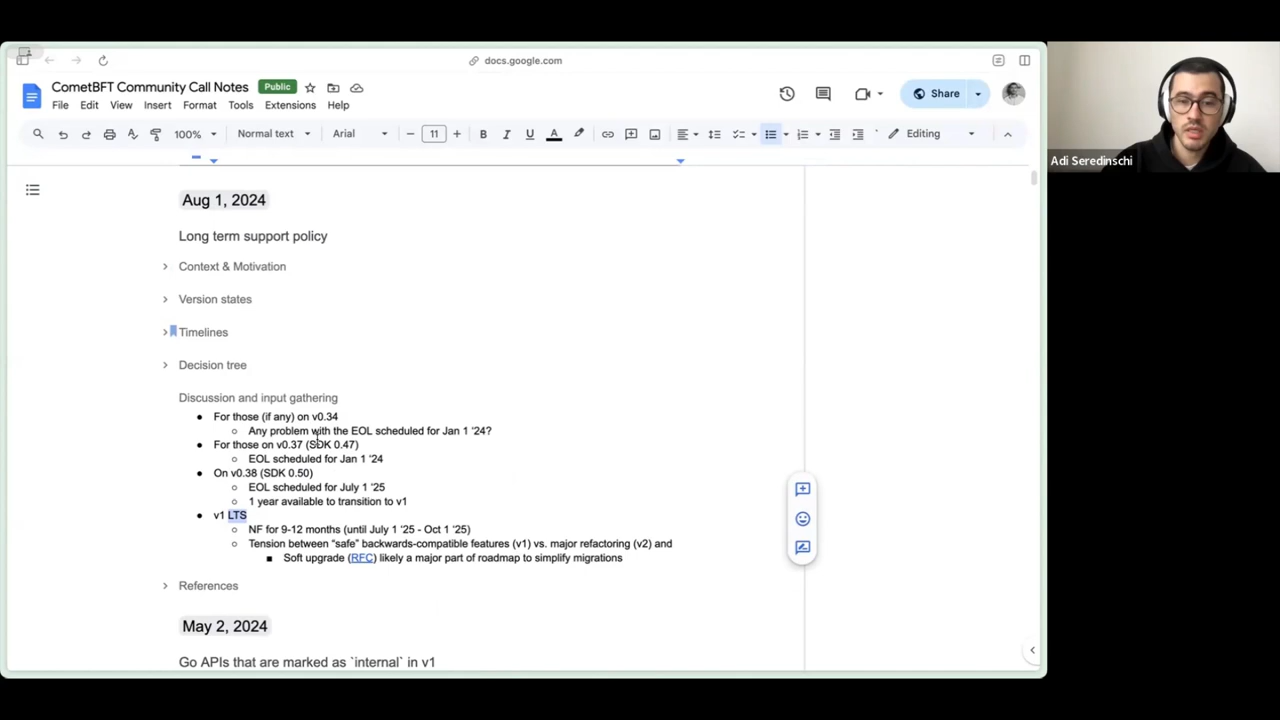 docs.google.com
CometBFT Community Call Notes
Public
Share
File Edit View Insert Format Tools Extensions Help
100%
Normal text
Arial
11
Editing
Aug 1, 2024
Long term support policy
Context & Motivation
Version states
Timelines
Decision tree
Discussion and input gathering
For those (if any) on v0.34
Any problem with the EOL scheduled for Jan 1 '24?
For those on v0.37 (SDK 0.47)
EOL scheduled for Jan 1 '24
On v0.38 (SDK 0.50)
EOL scheduled for July 1 '25
1 year available to transition to v1
v1 LTS
NF for 9-12 months (until July 1 '25 - Oct 1 '25)
Tension between “safe” backwards-compatible features (v1) vs. major refactoring (v2) and
Soft upgrade (RFC) likely a major part of roadmap to simplify migrations
References
May 2, 2024
Go APIs that are marked as `internal` in v1
Adi Seredinschi